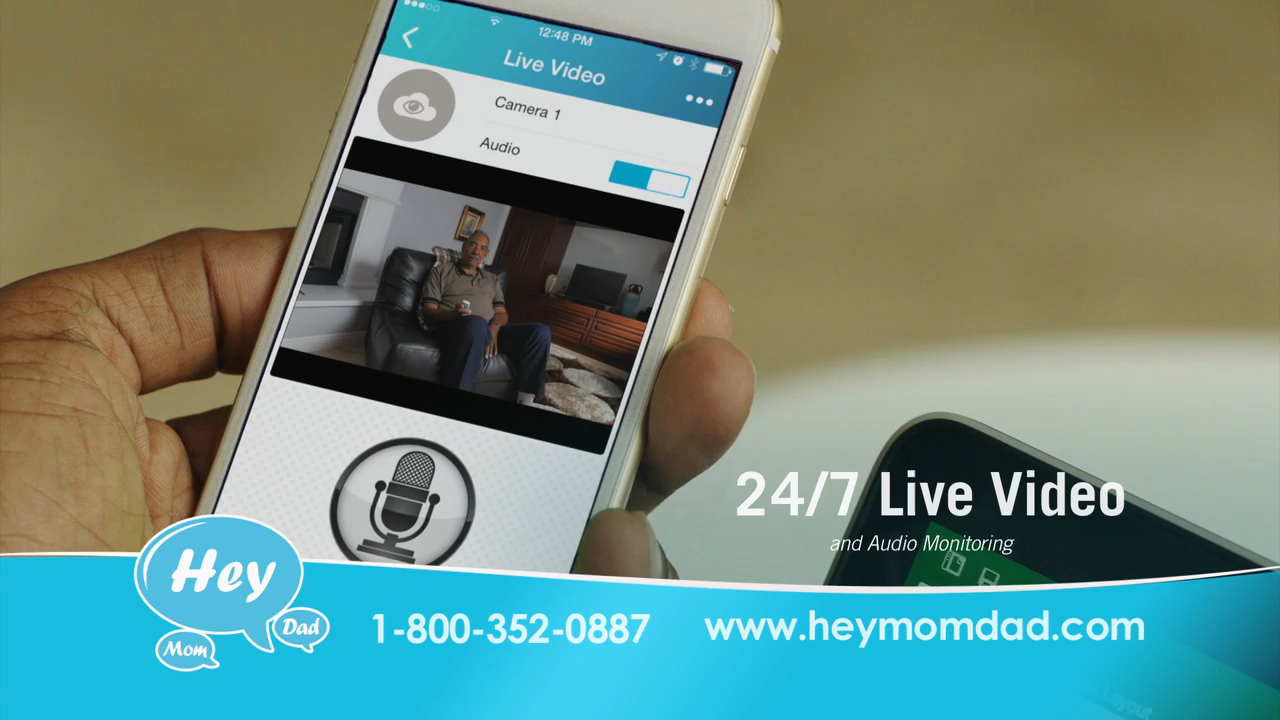 12:48 PM
Live Video
Camera 1
Audio
24/7 Live Video
and Audio Monitoring
Hey
Mom
Dad
1-800-352-0887
www.heymomdad.com
Layout